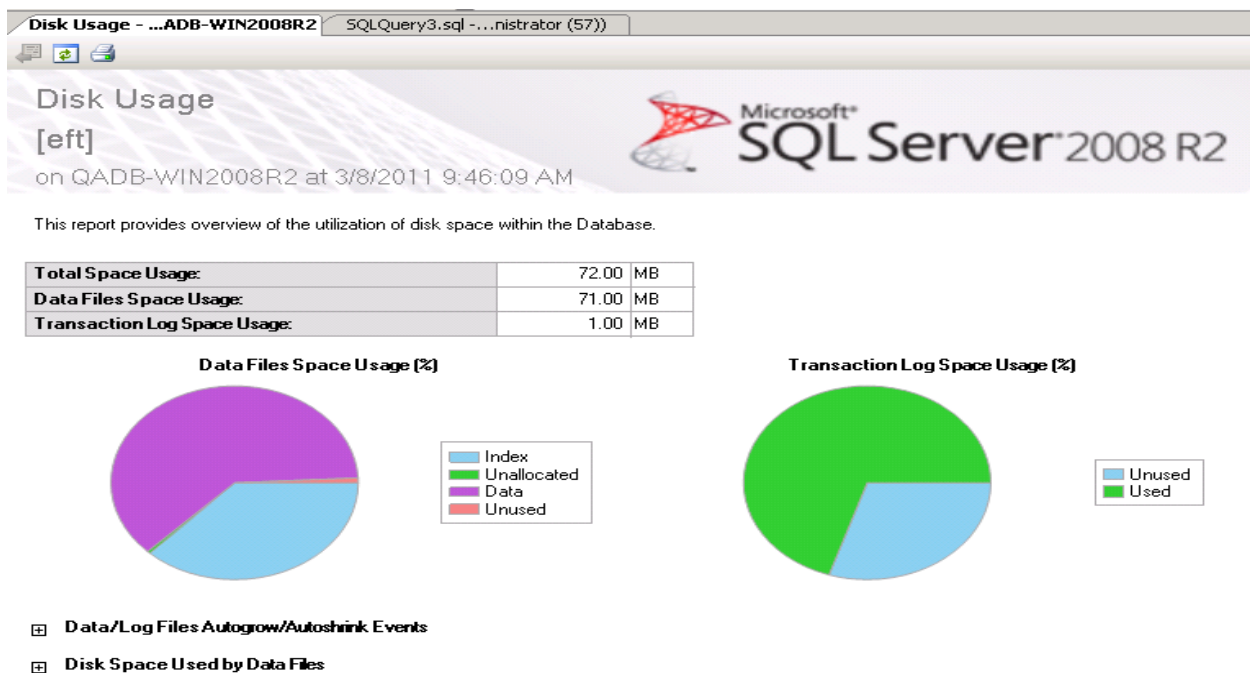 Disk Usage - ...ADB-WIN2008R2 SQLQuery3.sql -...nistrator (57))
Disk Usage
[eft]
on QADB-WIN2008R2 at 3/8/2011 9:46:09 AM
Microsoft®
SQL Server® 2008 R2
This report provides overview of the utilization of disk space within the Database.
Total Space Usage: 72.00 MB
Data Files Space Usage: 71.00 MB
Transaction Log Space Usage: 1.00 MB
Data Files Space Usage (%)
Index
Unallocated
Data
Unused
Transaction Log Space Usage (%)
Unused
Used
Data/Log Files Autogrow/Autoshrink Events
Disk Space Used by Data Files